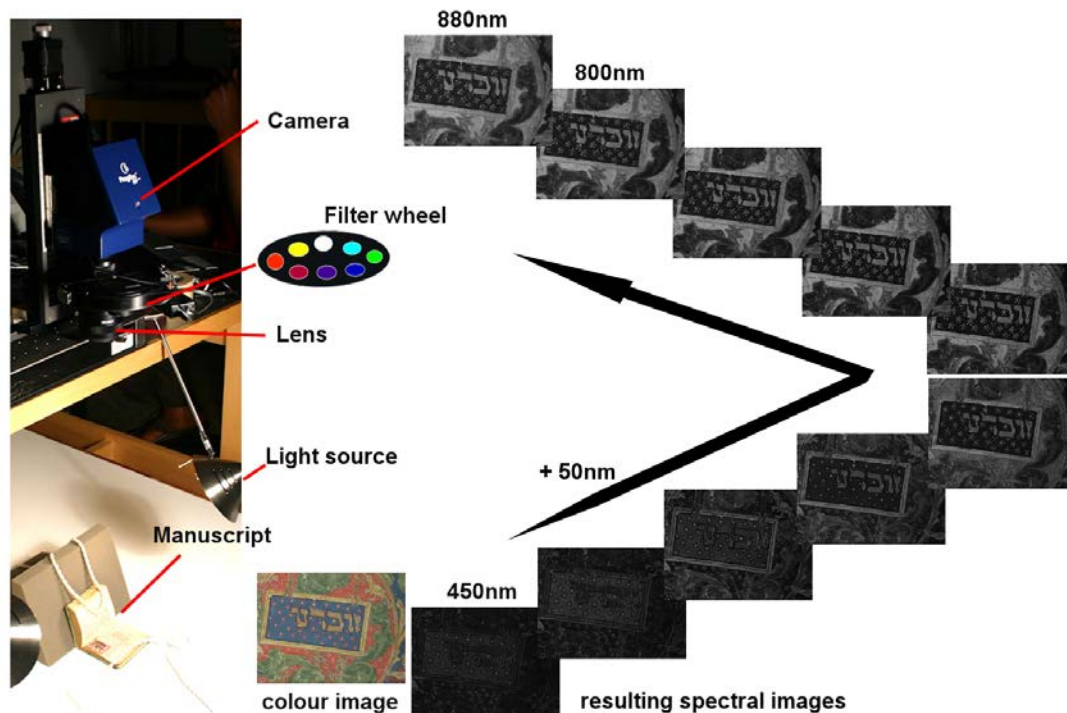 880nm
800nm
Camera
Filter wheel
Lens
Light source
+ 50nm
Manuscript
450nm
colour image
resulting spectral images